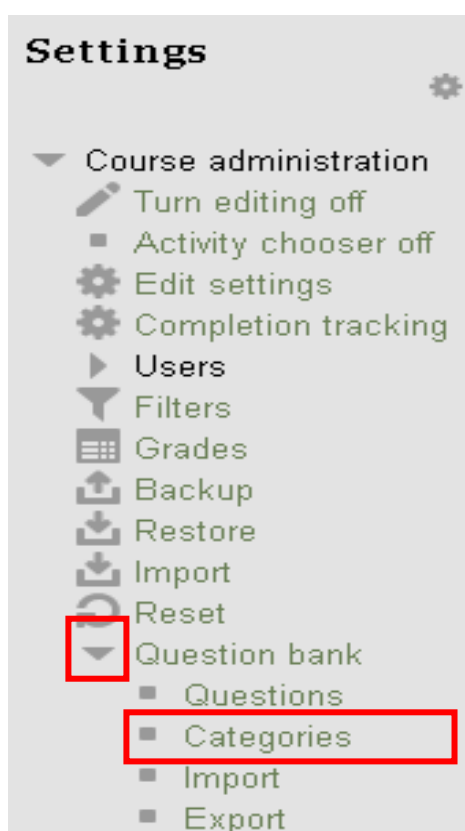 Settings
Course administration
Turn editing off
Activity chooser off
Edit settings
Completion tracking
Users
Filters
Grades
Backup
Restore
Import
Reset
Question bank
Questions
Categories
Import
Export